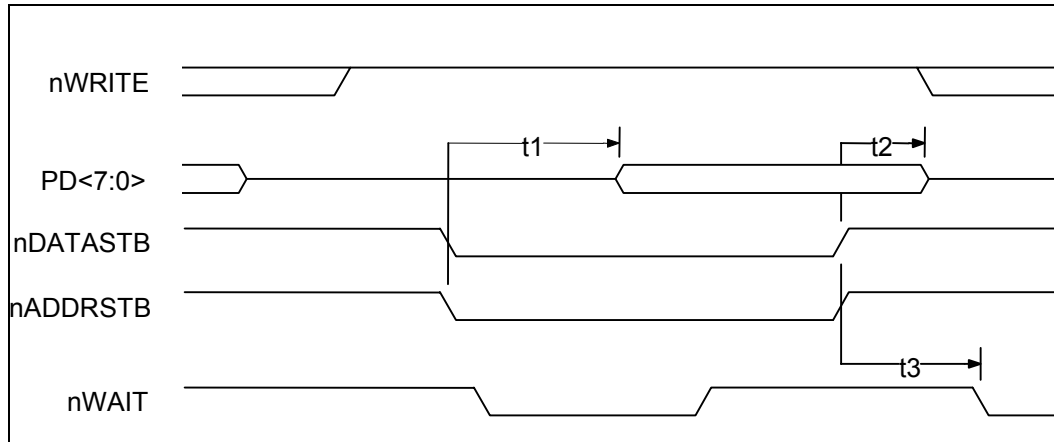 nWRITE
t1
t2
PD<7:0>
nDATASTB
nADDRSTB
t3
nWAIT